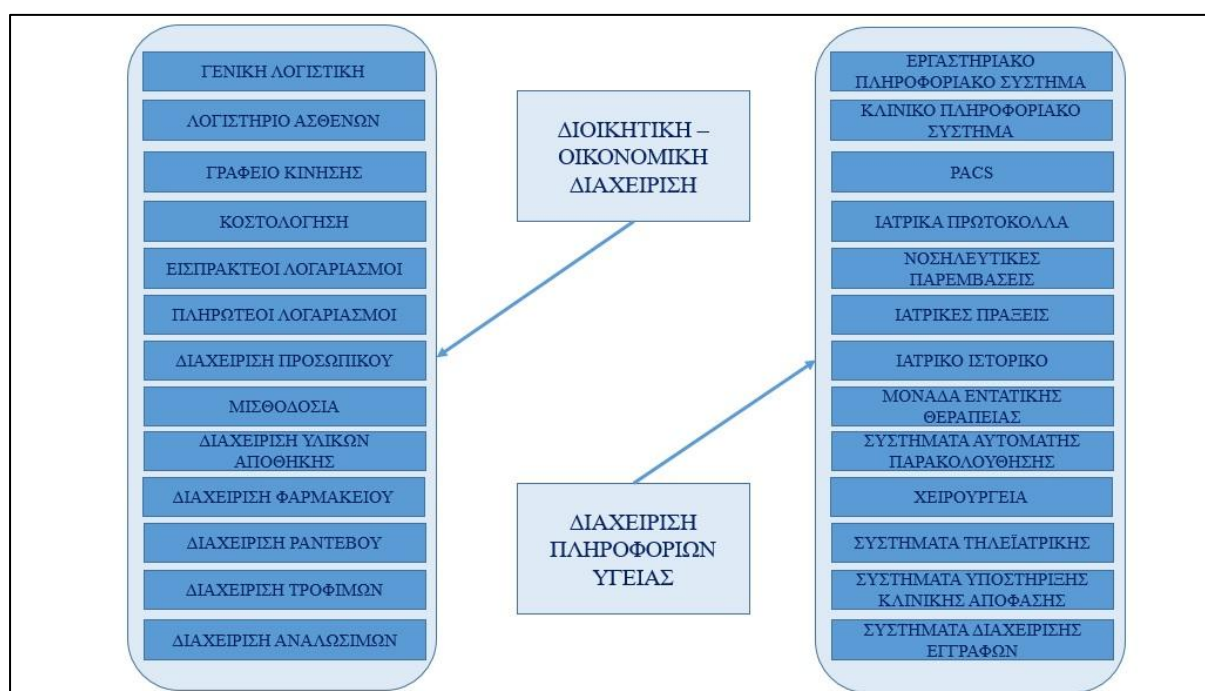 ΓΕΝΙΚΗ ΛΟΓΙΣΤΙΚΗ
ΛΟΓΙΣΤΗΡΙΟ ΑΣΘΕΝΩΝ
ΓΡΑΦΕΙΟ ΚΙΝΗΣΗΣ
ΚΟΣΤΟΛΟΓΗΣΗ
ΕΙΣΠΡΑΚΤΕΟΙ ΛΟΓΑΡΙΑΣΜΟΙ
ΠΛΗΡΩΤΕΟΙ ΛΟΓΑΡΙΑΣΜΟΙ
ΔΙΑΧΕΙΡΙΣΗ ΠΡΟΣΩΠΙΚΟΥ
ΜΙΣΘΟΔΟΣΙΑ
ΔΙΑΧΕΙΡΙΣΗ ΥΛΙΚΩΝ
ΑΠΟΘΗΚΗΣ
ΔΙΑΧΕΙΡΙΣΗ ΦΑΡΜΑΚΕΙΟΥ
ΔΙΑΧΕΙΡΙΣΗ ΡΑΝΤΕΒΟΥ
ΔΙΑΧΕΙΡΙΣΗ ΤΡΟΦΙΜΩΝ
ΔΙΑΧΕΙΡΙΣΗ ΑΝΑΛΩΣΙΜΩΝ
ΔΙΟΙΚΗΤΙΚΗ –
ΟΙΚΟΝΟΜΙΚΗ
ΔΙΑΧΕΙΡΙΣΗ
ΔΙΑΧΕΙΡΙΣΗ
ΠΛΗΡΟΦΟΡΙΩΝ
ΥΓΕΙΑΣ
ΕΡΓΑΣΤΗΡΙΑΚΟ
ΠΛΗΡΟΦΟΡΙΑΚΟ ΣΥΣΤΗΜΑ
ΚΛΙΝΙΚΟ ΠΛΗΡΟΦΟΡΙΑΚΟ
ΣΥΣΤΗΜΑ
PACS
ΙΑΤΡΙΚΑ ΠΡΩΤΟΚΟΛΛΑ
ΝΟΣΗΛΕΥΤΙΚΕΣ
ΠΑΡΕΜΒΑΣΕΙΣ
ΙΑΤΡΙΚΕΣ ΠΡΑΞΕΙΣ
ΙΑΤΡΙΚΟ ΙΣΤΟΡΙΚΟ
ΜΟΝΑΔΑ ΕΝΤΑΤΙΚΗΣ
ΘΕΡΑΠΕΙΑΣ
ΣΥΣΤΗΜΑΤΑ ΑΥΤΟΜΑΤΗΣ
ΠΑΡΑΚΟΛΟΥΘΗΣΗΣ
ΧΕΙΡΟΥΡΓΕΙΑ
ΣΥΣΤΗΜΑΤΑ ΤΗΛΕΪΑΤΡΙΚΗΣ
ΣΥΣΤΗΜΑΤΑ ΥΠΟΣΤΗΡΙΞΗΣ
ΚΛΙΝΙΚΗΣ ΑΠΟΦΑΣΗΣ
ΣΥΣΤΗΜΑΤΑ ΔΙΑΧΕΙΡΙΣΗΣ
ΕΓΓΡΑΦΩΝ